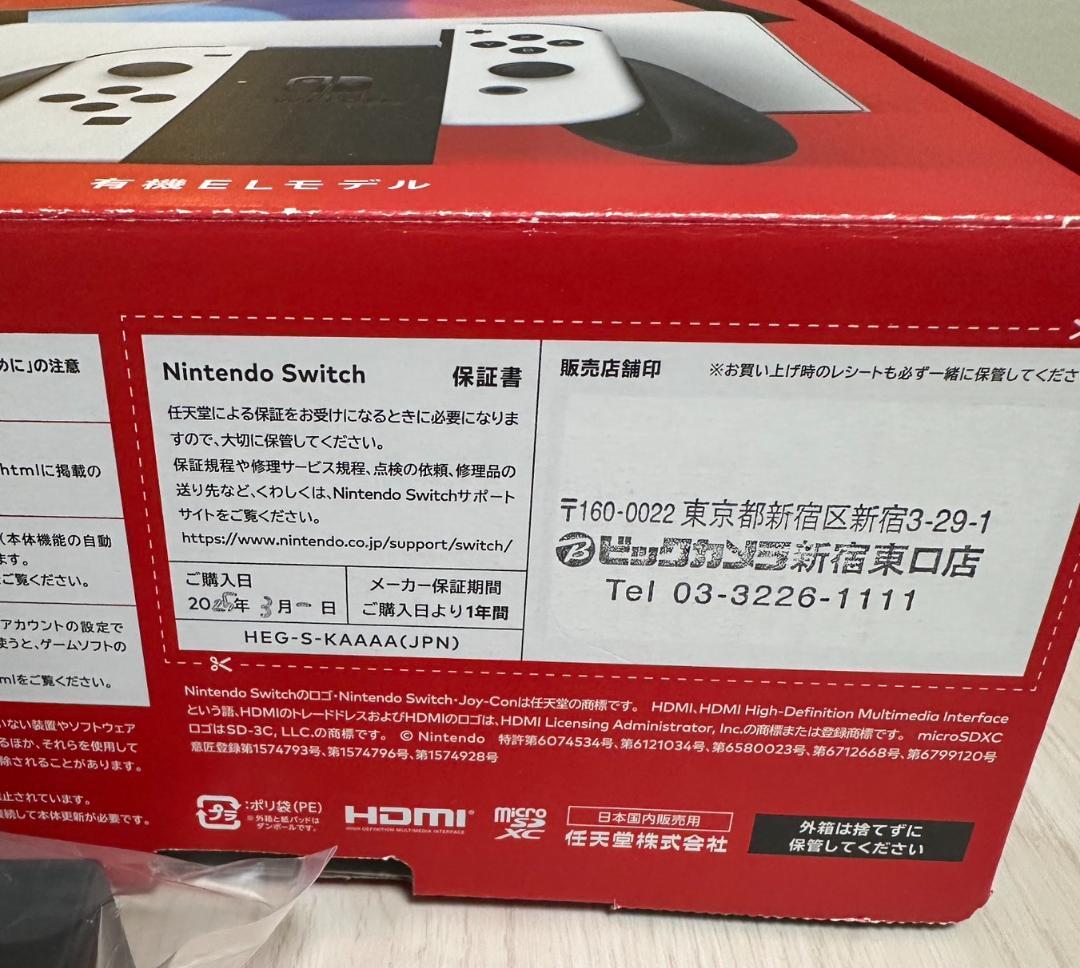 有機ELモデル
めに」の注意
htmlに掲載の
(本体機能の自動
ます。
ご覧ください。
アカウントの設定で
使うと、ゲームソフトの
mlをご覧ください。
いない装置やソフトウェア
るほか、それらを使用して
除されることがあります。
止されています。
接続して本体更新が必要です。
Nintendo Switch 保証書
任天堂による保証をお受けになるときに必要になりま
すので、大切に保管してください。
保証規程や修理サービス規程、点検の依頼、修理品の
送り先など、くわしくは、Nintendo Switchサポート
サイトをご覧ください。
https://www.nintendo.co.jp/support/switch/
ご購入日
年 3月一日
メーカー保証期間
ご購入日より1年間
HEG-S-KAAAA(JPN)
販売店舗印 ※お買い上げ時のレシートも必ず一緒に保管してくださ
〒160-0022 東京都新宿区新宿3-29-1
ビックカメラ新宿東口店
Tel 03-3226-1111
Nintendo Switchのロゴ・Nintendo Switch・Joy-Conは任天堂の商標です。 HDMI、HDMI High-Definition Multimedia Interface
という語、HDMIのトレードドレスおよびHDMIのロゴは、HDMI Licensing Administrator, Inc.の商標または登録商標です。 microSDXC
ロゴはSD-3C, LLC.の商標です。 © Nintendo 特許第6074534号、第6121034号、第6580023号、第6712668号、第6799120号
意匠登録第1574793号、第1574796号、第1574928号
プラ :ポリ袋(PE)
※外箱と紙パッドは
ダンボールです。
HDMI
HIGH-DEFINITION MULTIMEDIA INTERFACE
micro
SD
XC
日本国内販売用
任天堂株式会社
外箱は捨てずに
保管してください